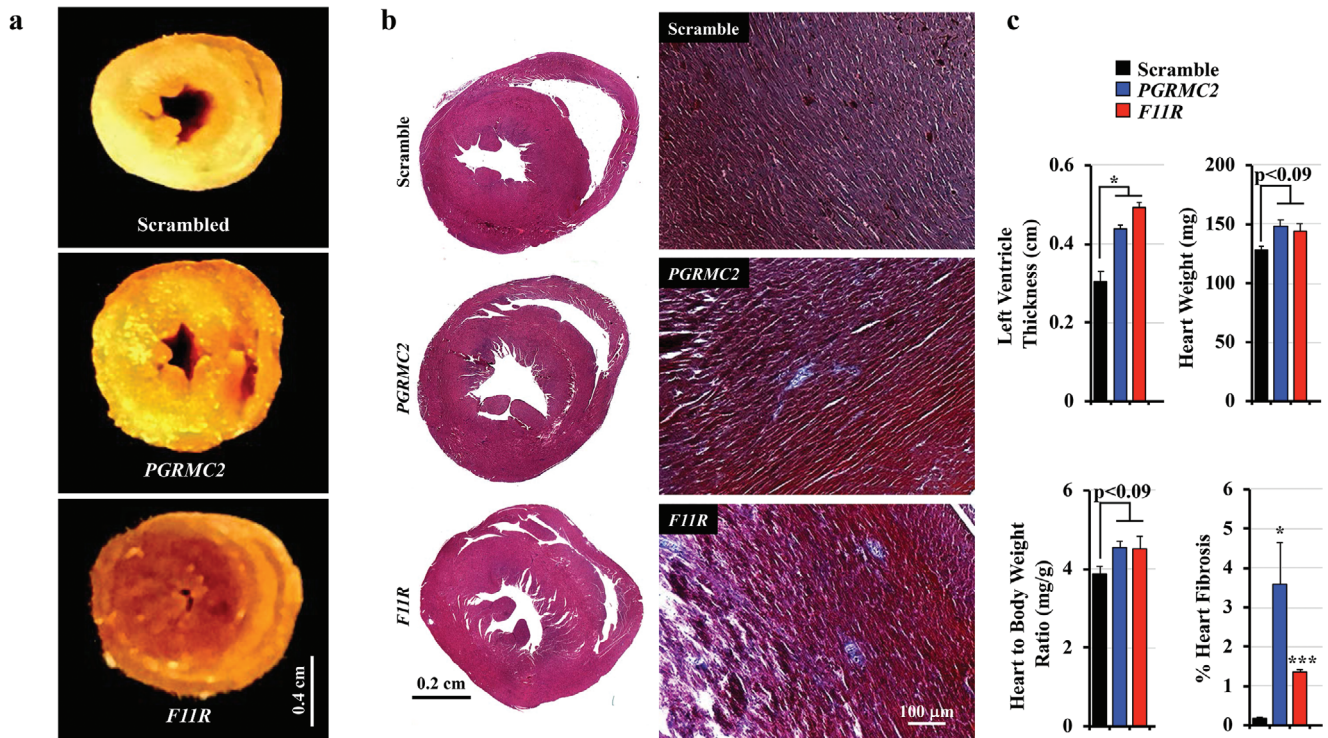 a
Scrambled
PGRMC2
F11R
0.4 cm
b
Scramble
PGRMC2
F11R
0.2 cm
Scramble
PGRMC2
F11R
100 µm
c
Scramble
PGRMC2
F11R
Left Ventricle
Thickness (cm)
0.6
0.4
0.2
0
*
Heart Weight (mg)
200
150
100
50
0
p<0.09
Heart to Body Weight
Ratio (mg/g)
6
4
2
0
p<0.09
% Heart Fibrosis
6
5
4
3
2
1
0
*
***